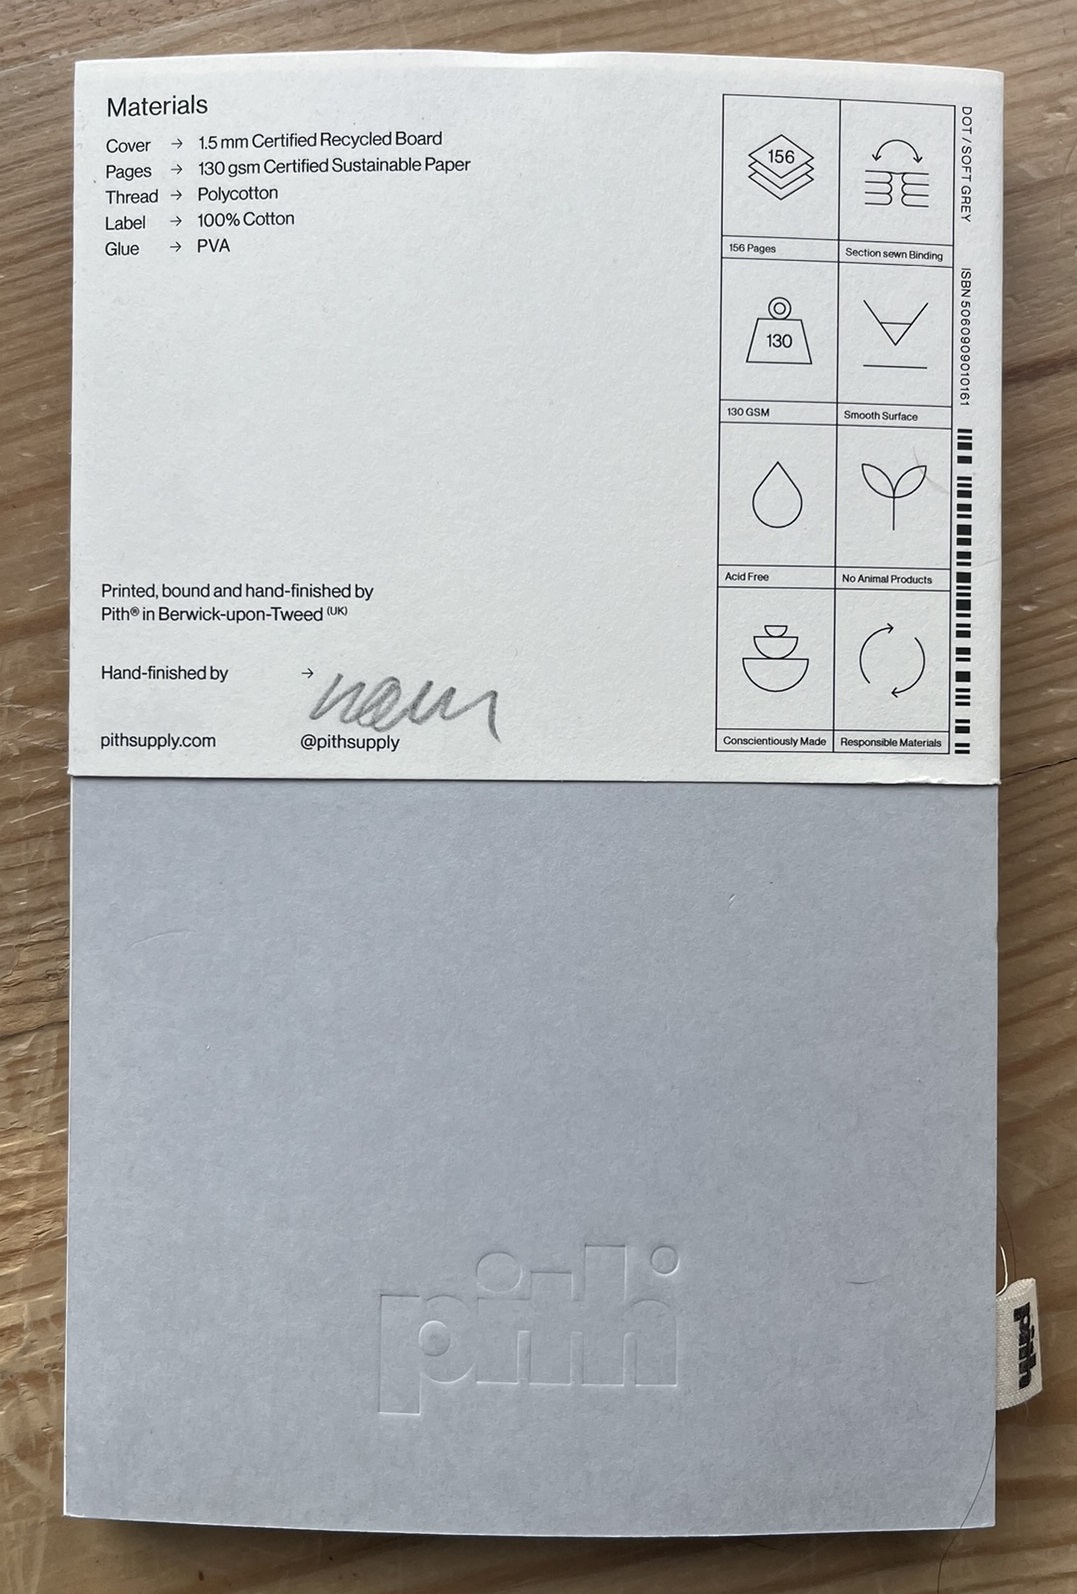 Materials
Cover → 1.5 mm Certified Recycled Board
Pages → 130 gsm Certified Sustainable Paper
Thread → Polycotton
Label → 100% Cotton
Glue → PVA
Printed, bound and hand-finished by
Pith® in Berwick-upon-Tweed (UK)
Hand-finished by →
pithsupply.com @pithsupply
156
156 Pages
Section sewn Binding
130
130 GSM
Smooth Surface
Acid Free
No Animal Products
Conscientiously Made
Responsible Materials
DOT / SOFT GREY ISBN 5060909010161
pith
pith